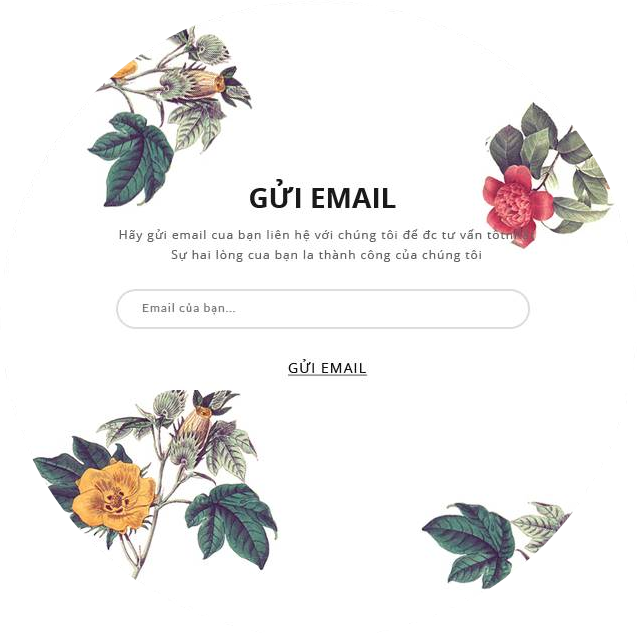 GỬI EMAIL
Hãy gửi email cua bạn liên hệ với chúng tôi để đc tư vấn tốt
Sự hai lòng cua bạn la thành công của chúng tôi
Email của bạn...
GỬI EMAIL